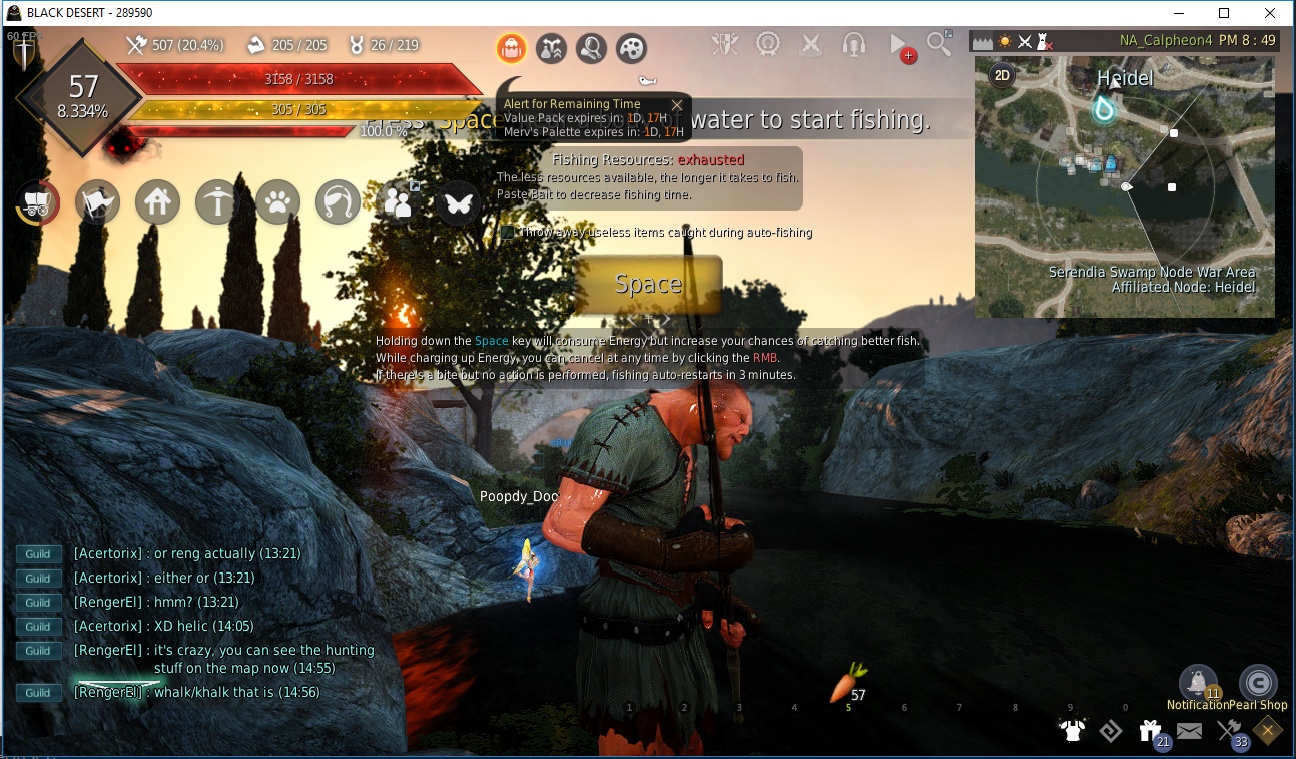 BLACK DESERT - 289590
60 FPS
507 (20.4%) 205 / 205 26 / 219
NA_Calpheon4 PM 8 : 49
57
8.334%
3158 / 3158
305 / 305
100.0 %
2D
Heidel
Alert for Remaining Time
Value Pack expires in: 1D, 17H
Merv's Palette expires in: 1D, 17H
Press Space
water to start fishing.
Fishing Resources: exhausted
The less resources available, the longer it takes to fish.
Paste Bait to decrease fishing time.
Throw away useless items caught during auto-fishing
Space
Serendia Swamp Node War Area
Affiliated Node: Heidel
Holding down the Space key will consume Energy but increase your chances of catching better fish.
While charging up Energy, you can cancel at any time by clicking the RMB.
If there's a bite but no action is performed, fishing auto-restarts in 3 minutes.
Poopdy_Doo
Guild [Acertorix] : or reng actually (13:21)
Guild [Acertorix] : either or (13:21)
Guild [RengerEl] : hmm? (13:21)
Guild [Acertorix] : XD helic (14:05)
Guild [RengerEl] : it's crazy, you can see the hunting
stuff on the map now (14:55)
Guild [RengerEl] : whalk/khalk that is (14:56)
57
1 2 3 4 5 6 7 8 9 0
11
Notification Pearl Shop
21 33